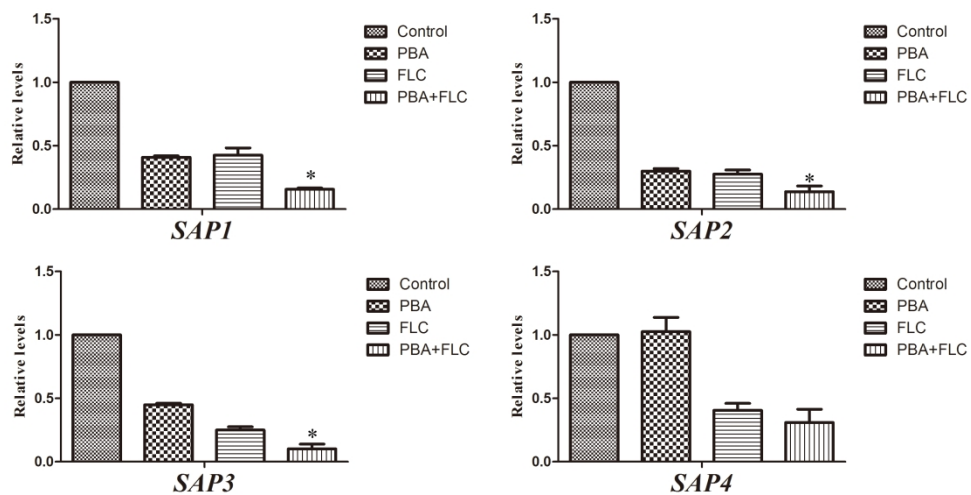 Relative levels
1.5
1.0
0.5
0.0
*
SAP1
Control
PBA
FLC
PBA+FLC
Relative levels
1.5
1.0
0.5
0.0
*
SAP2
Control
PBA
FLC
PBA+FLC
Relative levels
1.5
1.0
0.5
0.0
*
SAP3
Control
PBA
FLC
PBA+FLC
Relative levels
1.5
1.0
0.5
0.0
SAP4
Control
PBA
FLC
PBA+FLC